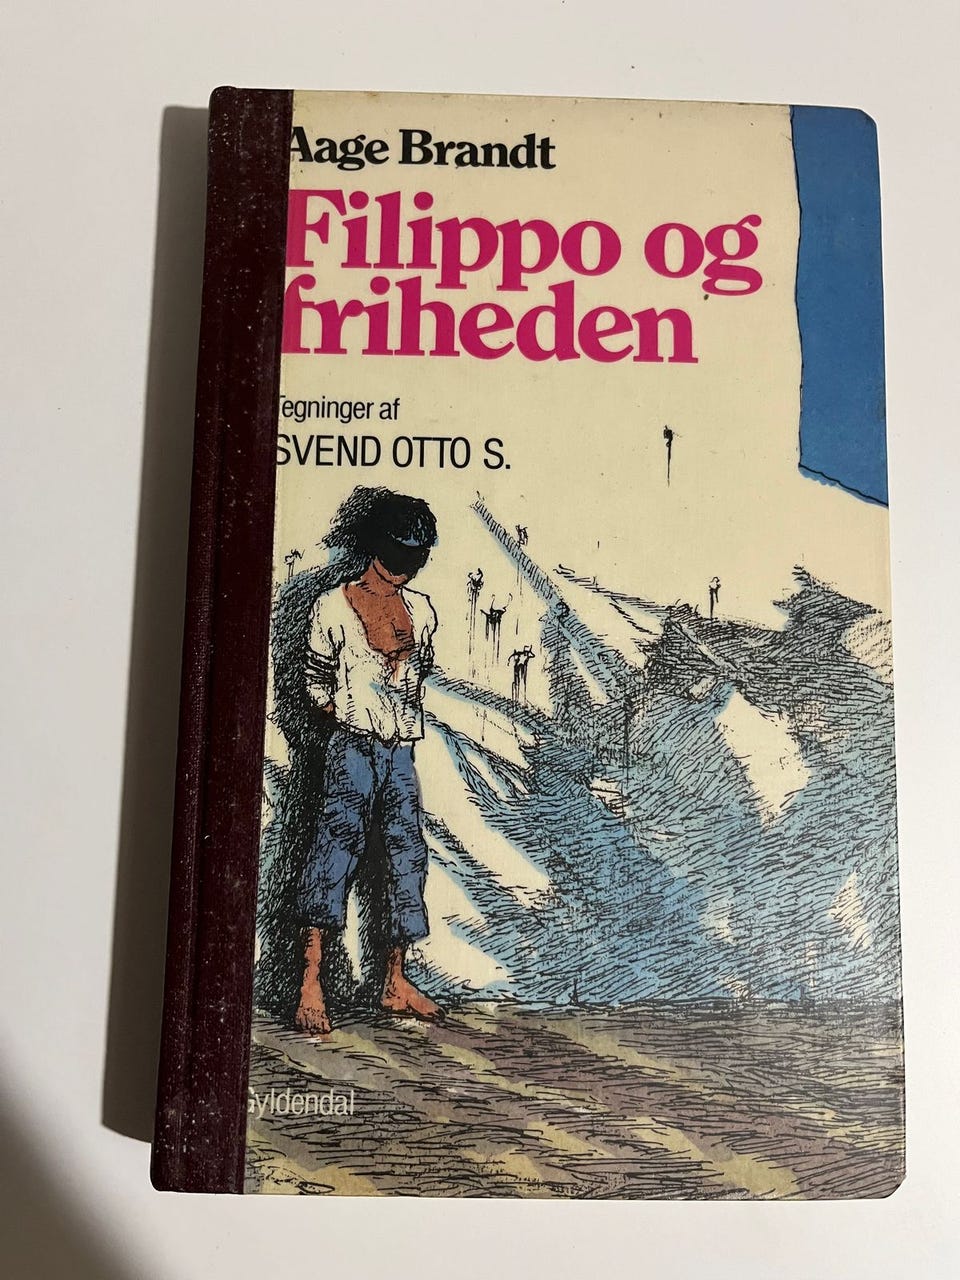 Aage Brandt
Filippo og
friheden
Tegninger af
SVEND OTTO S.
Gyldendal